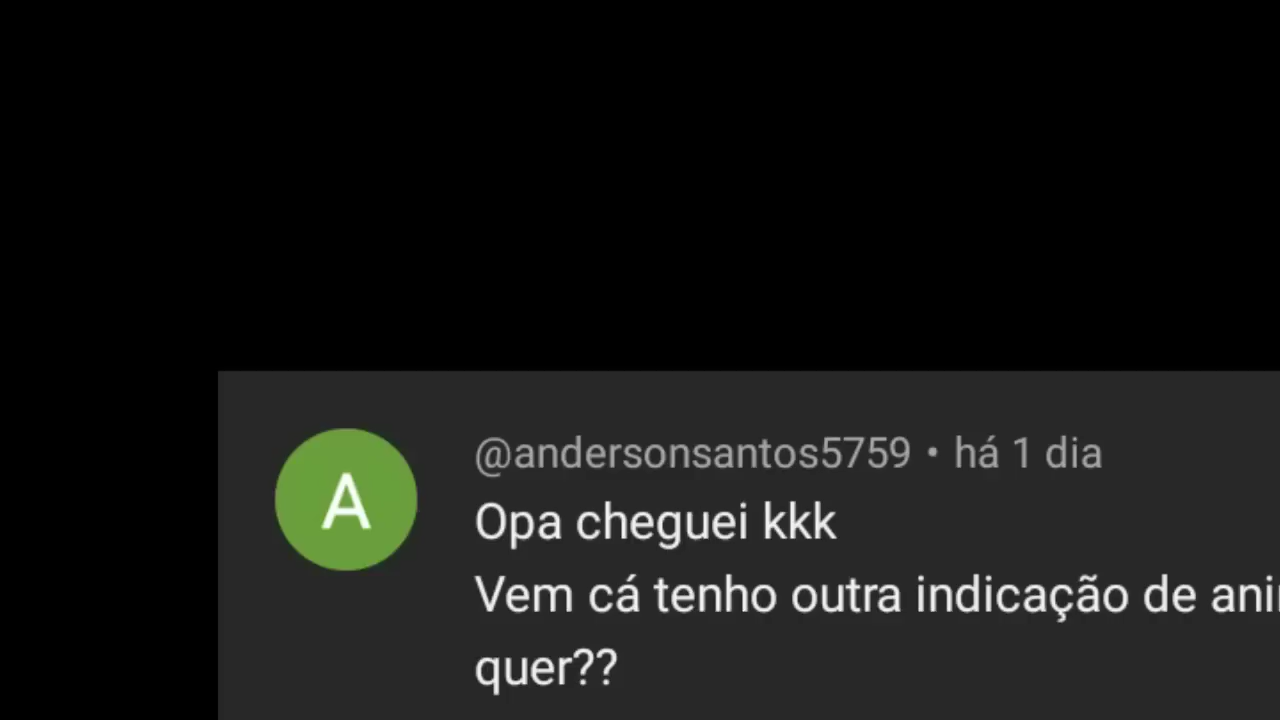 A
@andersonsantos5759 • há 1 dia
Opa cheguei kkk
Vem cá tenho outra indicação de
quer??